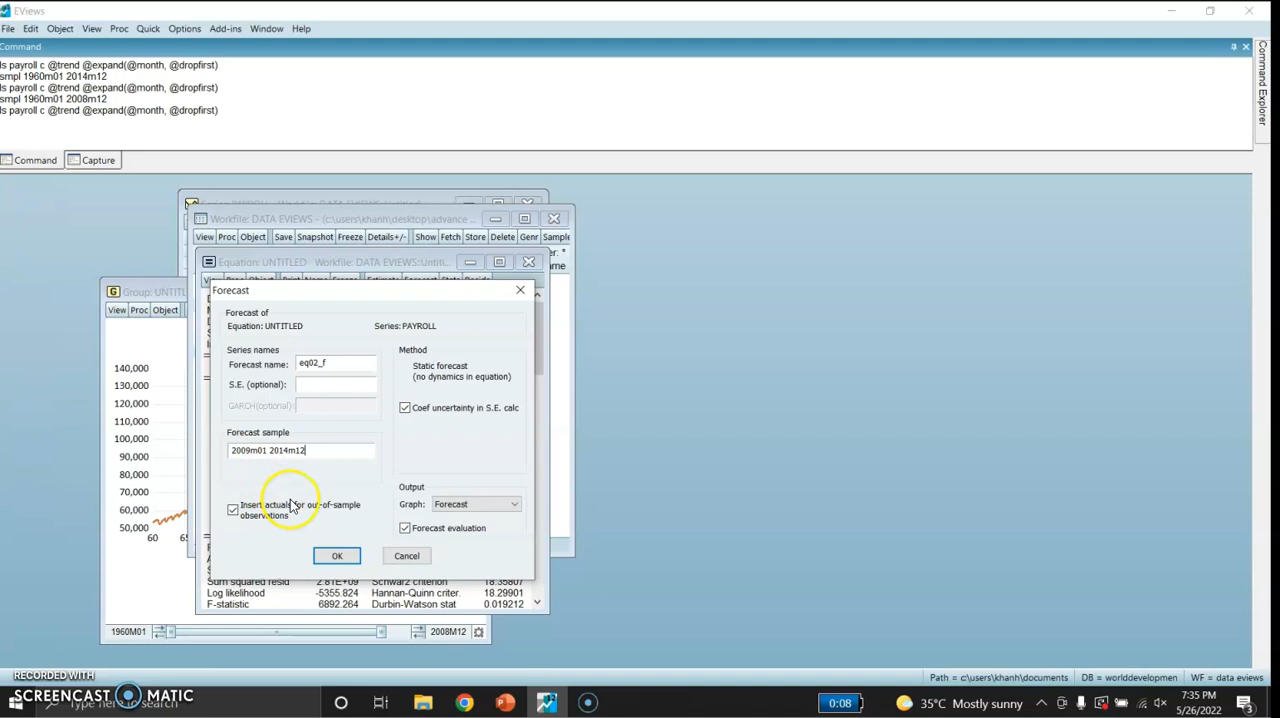 EViews
File Edit Object View Proc Quick Options Add-ins Window Help
Command
ls payroll c @trend @expand(@month, @dropfirst)
smpl 1960m01 2014m12
ls payroll c @trend @expand(@month, @dropfirst)
smpl 1960m01 2008m12
ls payroll c @trend @expand(@month, @dropfirst)
Command Explorer
Command Capture
Workfile: DATA EVIEWS - (c:\users\khanh\desktop\advance ...
View Proc Object Save Snapshot Freeze Details+/- Show Fetch Store Delete Genr Sample
Equation: UNTITLED Workfile: DATA EVIEWS::Untitl...
G Group: UNTITL
View Proc Object
140,000
130,000
120,000
110,000
100,000
90,000
80,000
70,000
60,000
50,000
60
1960M01 2008M12
Forecast
Forecast of
Equation: UNTITLED Series: PAYROLL
Series names
Forecast name: eq02_f
S.E. (optional):
GARCH(optional):
Forecast sample
2009m01 2014m12
Insert actuals for out-of-sample
observations
Method
Static forecast
(no dynamics in equation)
Coef uncertainty in S.E. calc
Output
Graph: Forecast
Forecast evaluation
OK Cancel
Sum squared resid 2.81E+09 Schwarz criterion 18.35807
Log likelihood -5355.824 Hannan-Quinn criter. 18.29901
F-statistic 6892.264 Durbin-Watson stat 0.019212
Path = c:\users\khanh\documents DB = worlddevelopmen WF = data eviews
RECORDED WITH
SCREENCAST MATIC
Type here to search
0:08
35°C Mostly sunny
7:35 PM
5/26/2022
3